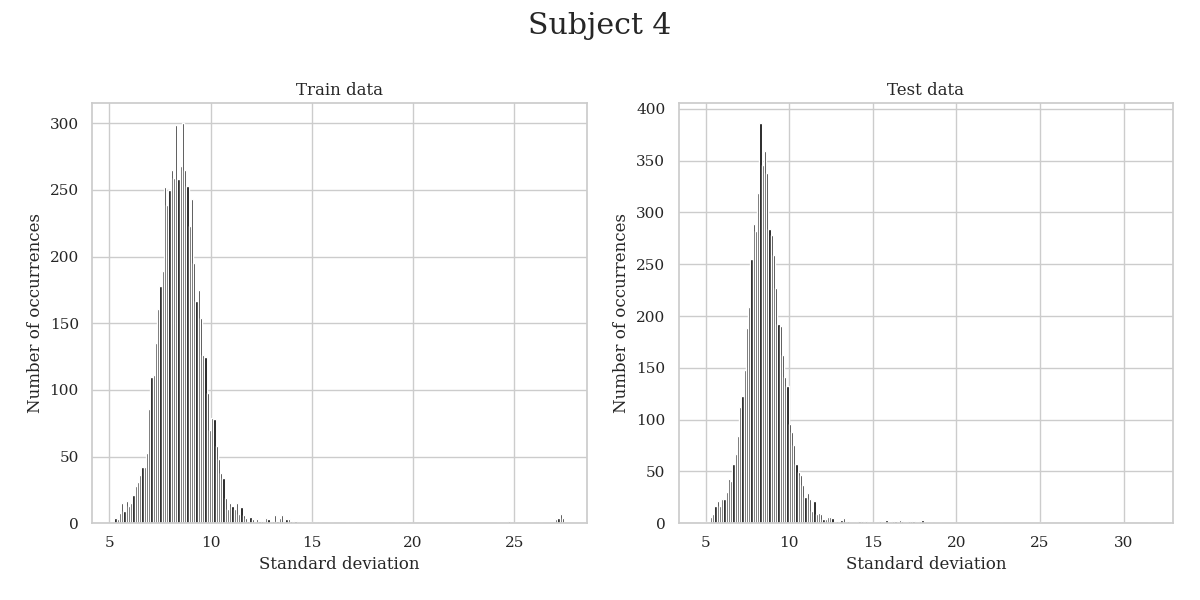 Subject 4
Train data
Number of occurrences
300
250
200
150
100
50
0
5 10 15 20 25
Standard deviation
Test data
Number of occurrences
400
350
300
250
200
150
100
50
0
5 10 15 20 25 30
Standard deviation